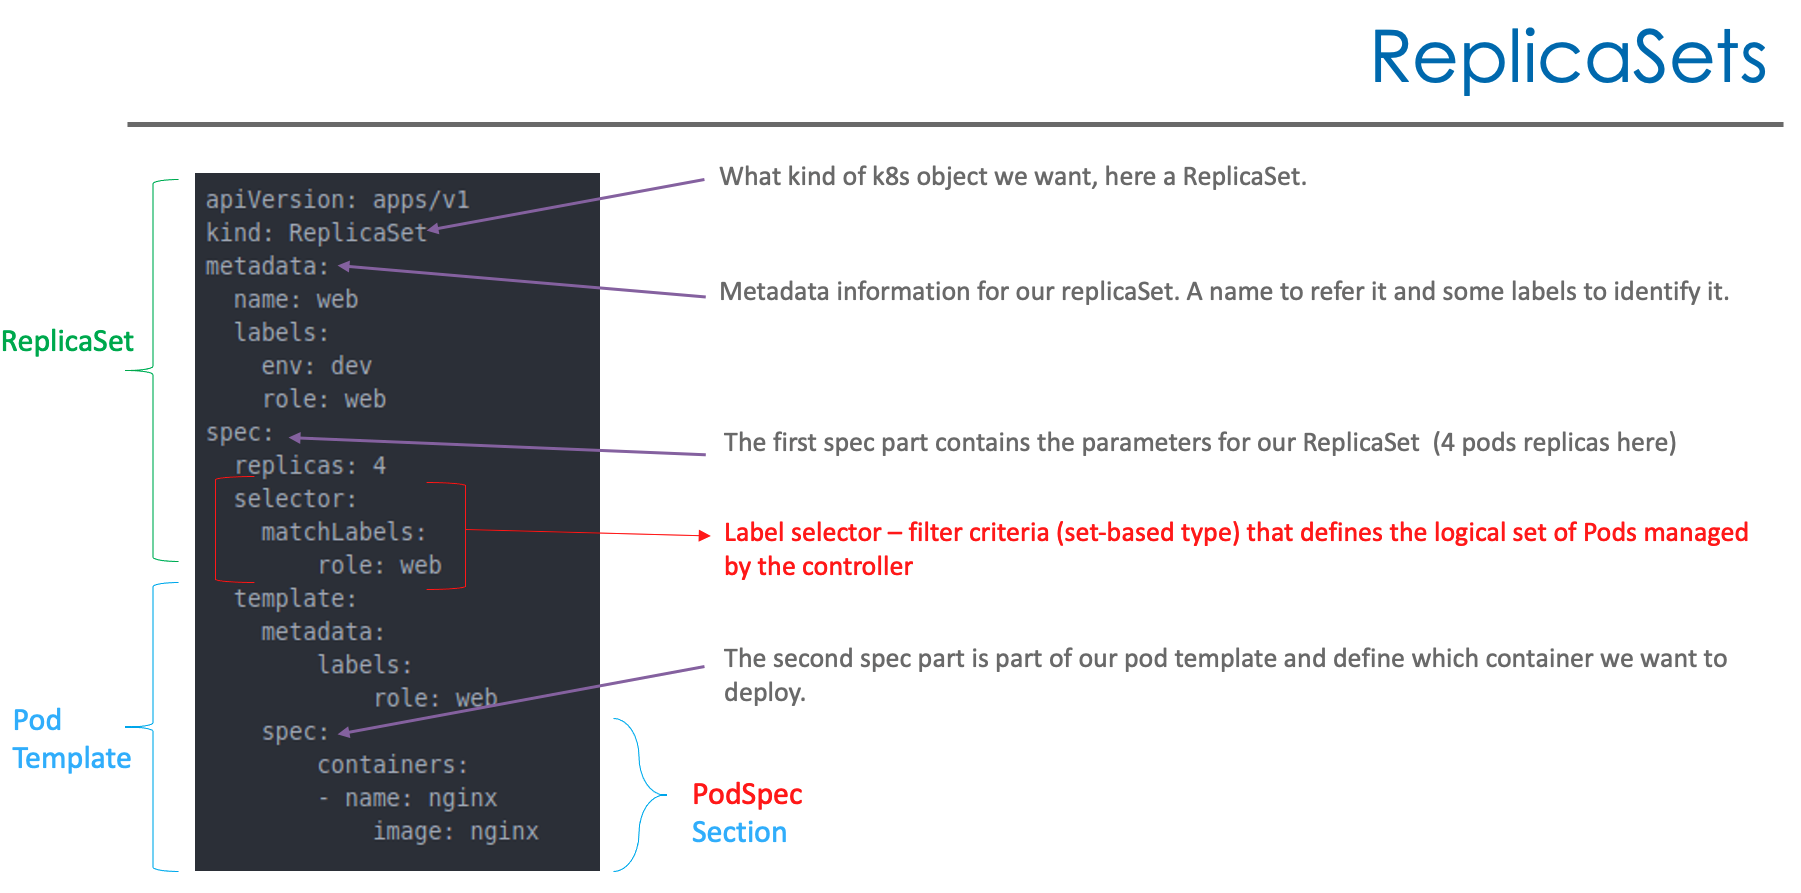 ReplicaSets
ReplicaSet
Pod
Template
apiVersion: apps/v1
kind: ReplicaSet
metadata:
  name: web
  labels:
    env: dev
    role: web
spec:
  replicas: 4
  selector:
    matchLabels:
        role: web
  template:
    metadata:
        labels:
            role: web
    spec:
        containers:
        - name: nginx
            image: nginx
What kind of k8s object we want, here a ReplicaSet.
Metadata information for our replicaSet. A name to refer it and some labels to identify it.
The first spec part contains the parameters for our ReplicaSet  (4 pods replicas here)
Label selector – filter criteria (set-based type) that defines the logical set of Pods managed
by the controller
The second spec part is part of our pod template and define which container we want to
deploy.
PodSpec
Section